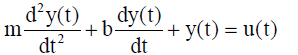 m d²y(t)/dt² + b dy(t)/dt + y(t) = u(t)